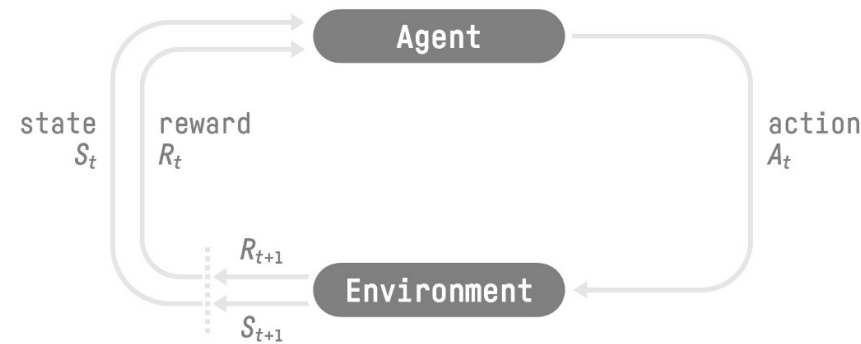 Agent
state
S_t
reward
R_t
action
A_t
R_{t+1}
Environment
S_{t+1}